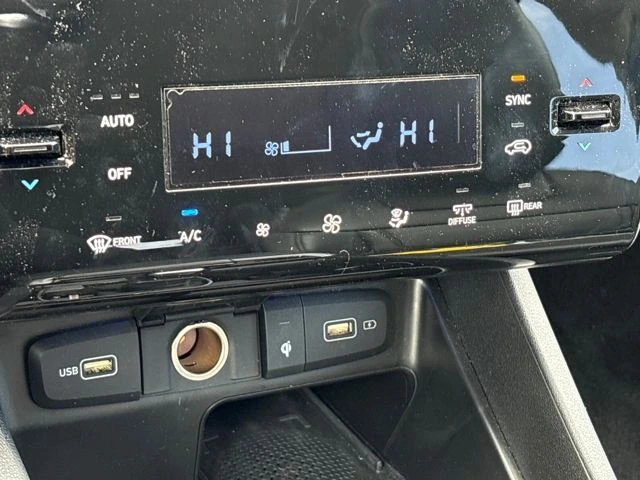 AUTO
OFF
HI
HI
SYNC
FRONT
A/C
DIFFUSE
REAR
USB